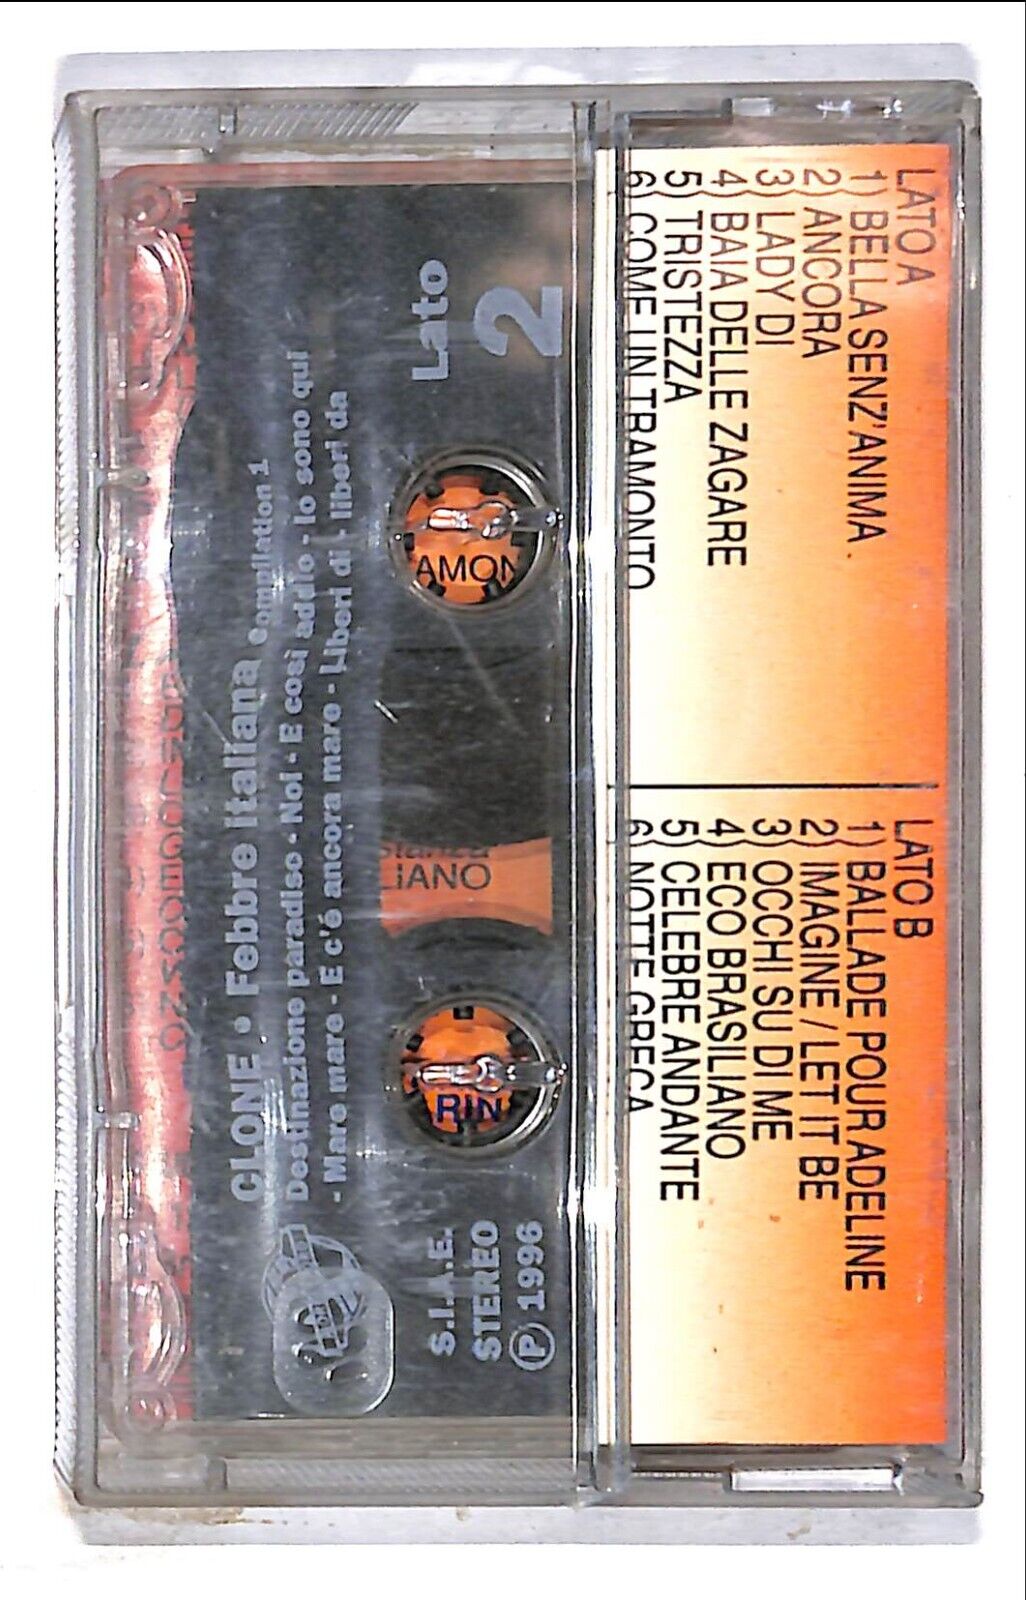 LATO A
1) BELLA SENZ' ANIMA
2) ANCORA
3) LADY DI
4) BAIA DELLE ZAGARE
5) TRISTEZZA
6) COME UN TRAMONTO
LATO B
1) BALLADE POUR ADELINE
2) IMAGINE / LET IT BE
3) OCCHI SU DI ME
4) ECO BRASILIANO
5) CELEBRE ANDANTE
6) NOTTE GRECA
Lato
2
AMON
LIANO
RIN
S.I.A.E.
STEREO
℗ 1996
CLONE • Febbre Italiana Compilation 1
Destinazione paradiso - Noi - E così addio - Io sono qui
- Mare mare - E c'é ancora mare - Liberi di - liberi da